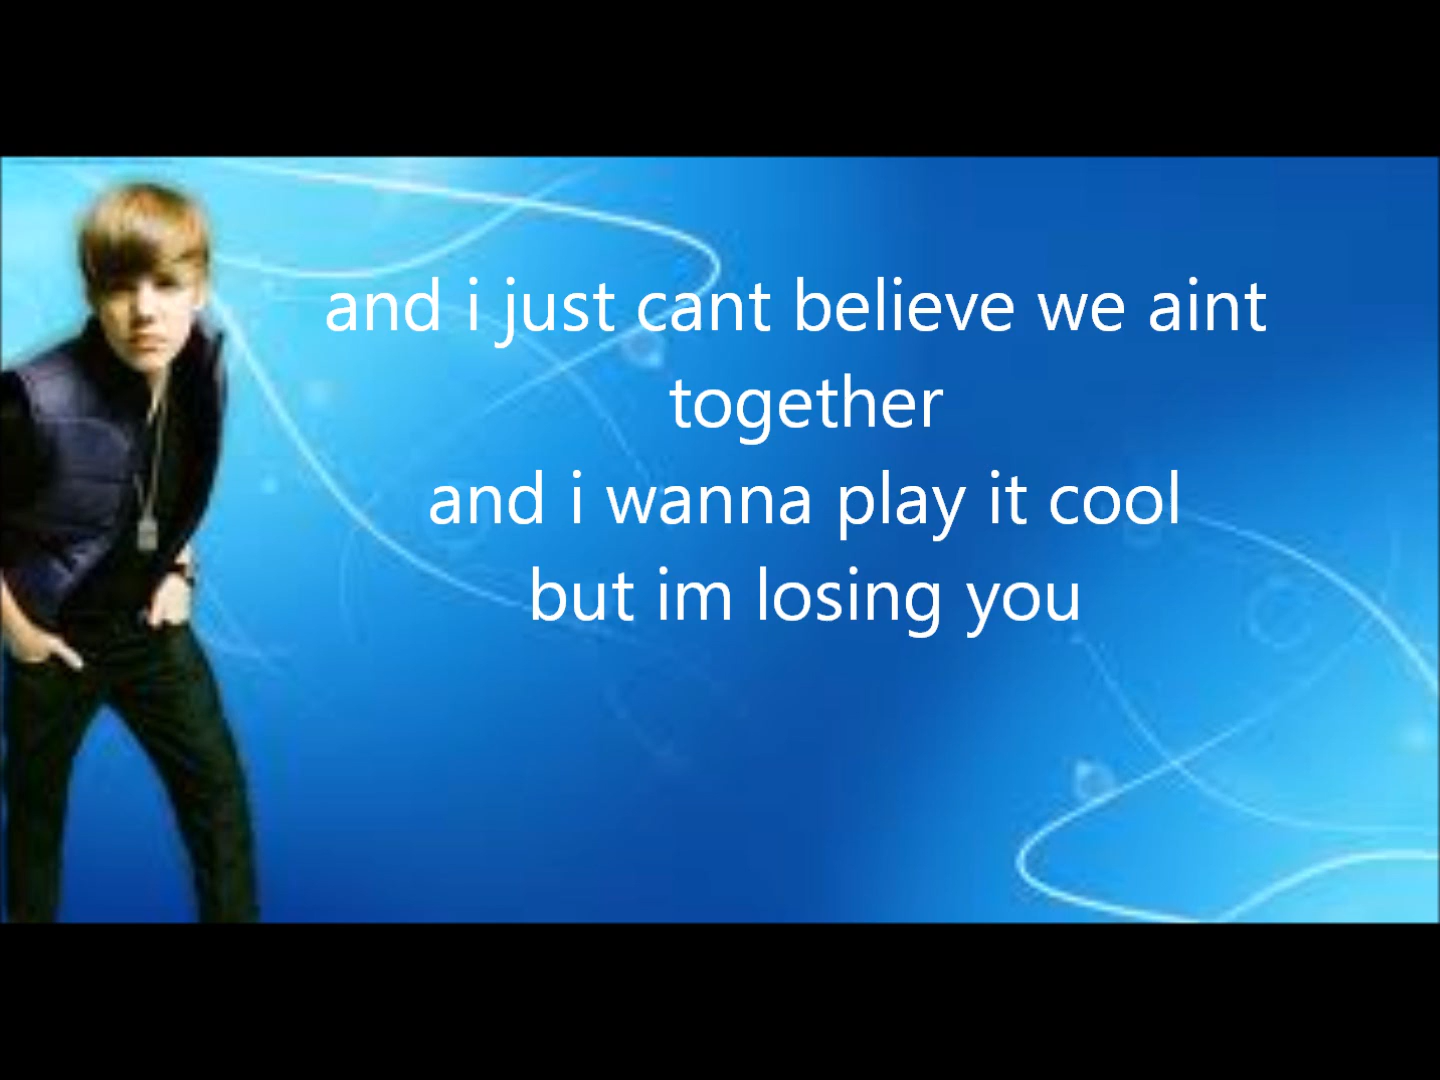 and i just cant believe we aint
together
and i wanna play it cool
but im losing you